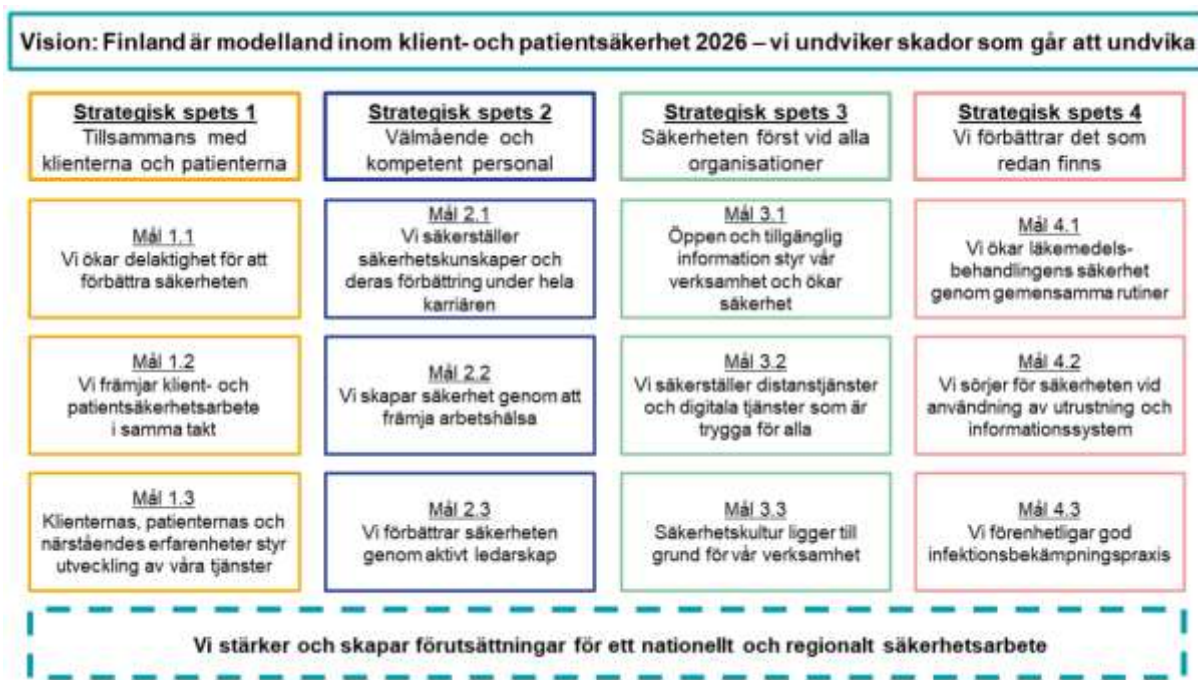 Vision: Finland är modelland inom klient- och patientsäkerhet 2026 – vi undviker skador som går att undvika
Strategisk spets 1
Tillsammans med
klienterna och patienterna
Mål 1.1
Vi ökar delaktighet för att
förbättra säkerheten
Mål 1.2
Vi främjar klient- och
patientsäkerhetsarbete
i samma takt
Mål 1.3
Klienternas, patienternas och
närståendes erfarenheter styr
utveckling av våra tjänster
Strategisk spets 2
Välmående och
kompetent personal
Mål 2.1
Vi säkerställer
säkerhetskunskaper och
deras förbättring under hela
karriären
Mål 2.2
Vi skapar säkerhet genom att
främja arbetshälsa
Mål 2.3
Vi förbättrar säkerheten
genom aktivt ledarskap
Strategisk spets 3
Säkerheten först vid alla
organisationer
Mål 3.1
Öppen och tillgänglig
information styr vår
verksamhet och ökar
säkerhet
Mål 3.2
Vi säkerställer distanstjänster
och digitala tjänster som är
trygga för alla
Mål 3.3
Säkerhetskultur ligger till
grund för vår verksamhet
Strategisk spets 4
Vi förbättrar det som
redan finns
Mål 4.1
Vi ökar läkemedels-
behandlingens säkerhet
genom gemensamma rutiner
Mål 4.2
Vi sörjer för säkerheten vid
användning av utrustning och
informationssystem
Mål 4.3
Vi förenhetligar god
infektionsbekämpningspraxis
Vi stärker och skapar förutsättningar för ett nationellt och regionalt säkerhetsarbete